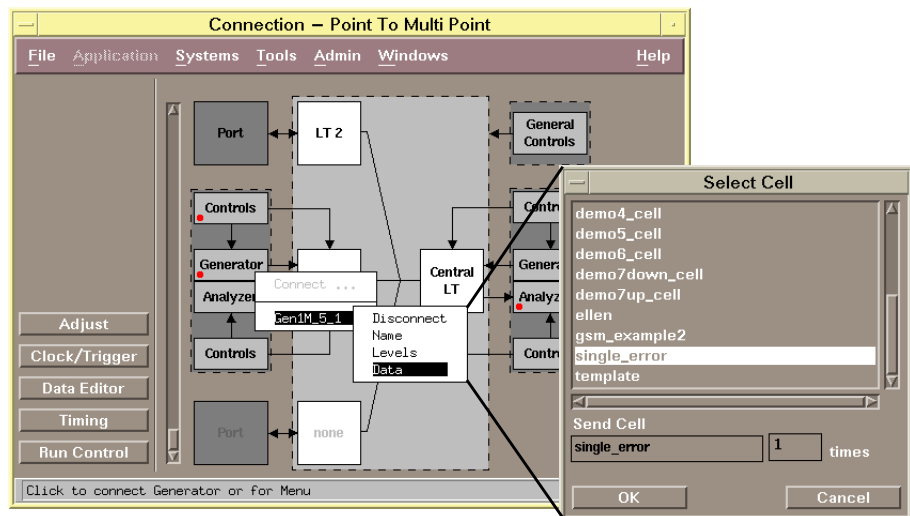 Connection – Point To Multi Point
File Application Systems Tools Admin Windows Help
Port
LT 2
General
Controls
Controls
Generator
Analyzer
Controls
Central
LT
Connect ...
Gen1M_5_1
Disconnect
Name
Levels
Data
Port
none
Adjust
Clock/Trigger
Data Editor
Timing
Run Control
Click to connect Generator or for Menu
Select Cell
demo4_cell
demo5_cell
demo6_cell
demo7down_cell
demo7up_cell
ellen
gsm_example2
single_error
template
Send Cell
single_error 1 times
OK Cancel